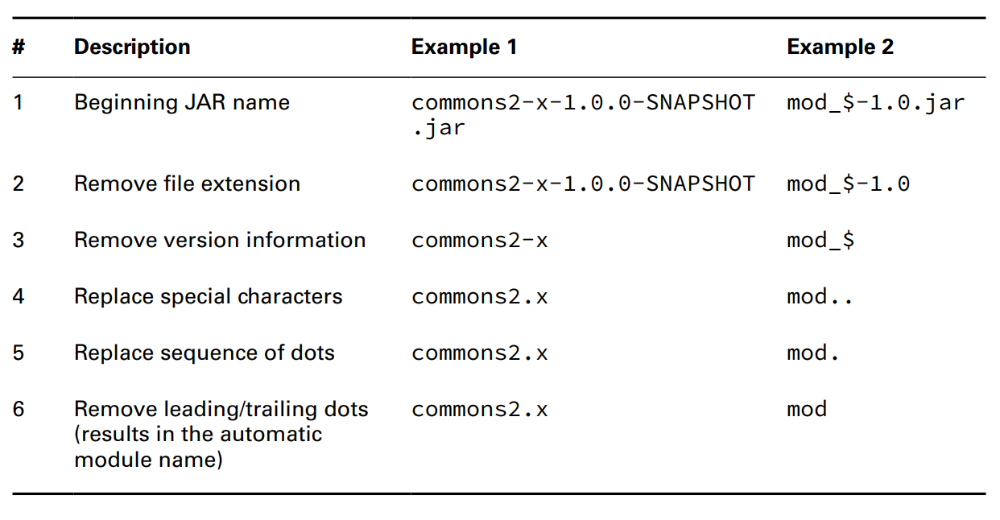 # Description Example 1 Example 2
1 Beginning JAR name commons2-x-1.0.0-SNAPSHOT mod_$-1.0.jar
.jar
2 Remove file extension commons2-x-1.0.0-SNAPSHOT mod_$-1.0
3 Remove version information commons2-x mod_$
4 Replace special characters commons2.x mod..
5 Replace sequence of dots commons2.x mod.
6 Remove leading/trailing dots commons2.x mod
(results in the automatic
module name)